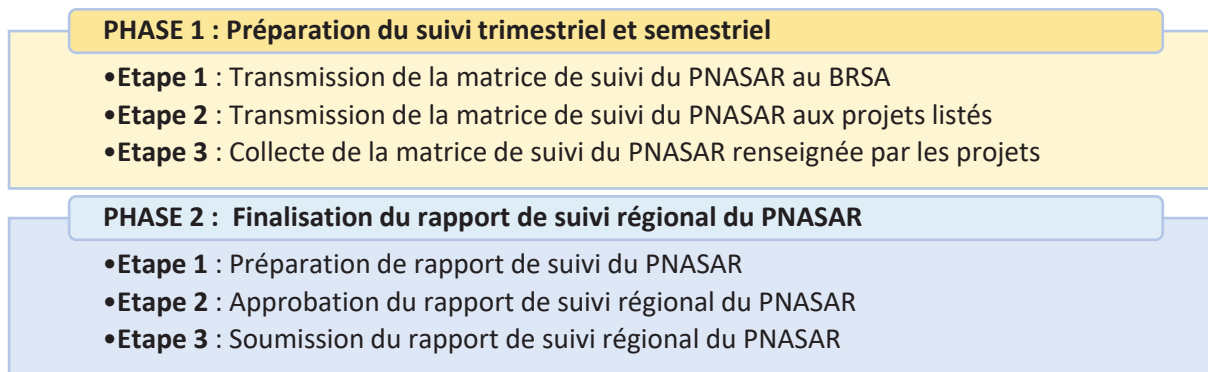 PHASE 1 : Préparation du suivi trimestriel et semestriel
•Etape 1 : Transmission de la matrice de suivi du PNASAR au BRSA
•Etape 2 : Transmission de la matrice de suivi du PNASAR aux projets listés
•Etape 3 : Collecte de la matrice de suivi du PNASAR renseignée par les projets
PHASE 2 : Finalisation du rapport de suivi régional du PNASAR
•Etape 1 : Préparation de rapport de suivi du PNASAR
•Etape 2 : Approbation du rapport de suivi régional du PNASAR
•Etape 3 : Soumission du rapport de suivi régional du PNASAR